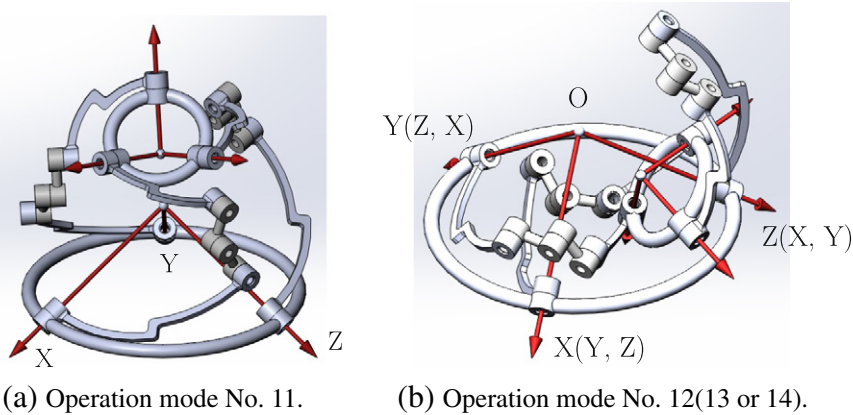 O
Y(Z, X)
Y
Z(X, Y)
X
Z
X(Y, Z)
(a) Operation mode No. 11.
(b) Operation mode No. 12(13 or 14).